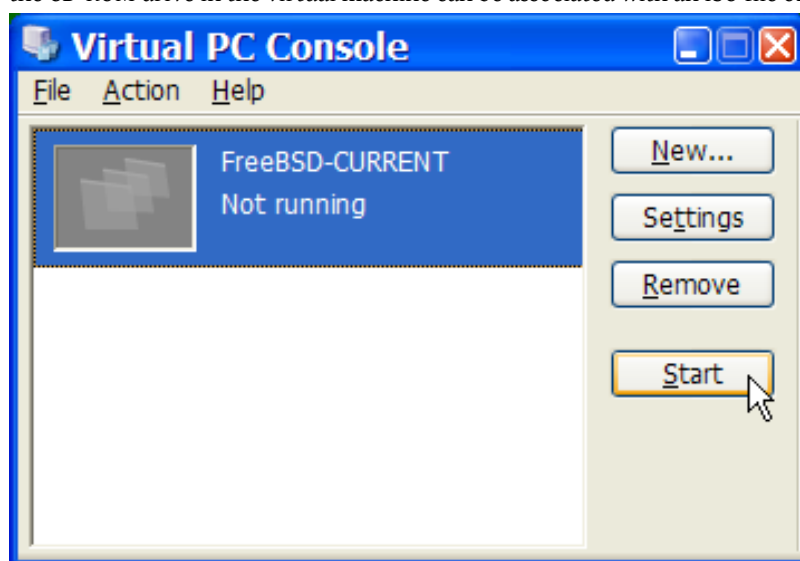 Virtual PC Console
File Action Help
FreeBSD-CURRENT
Not running
New...
Settings
Remove
Start